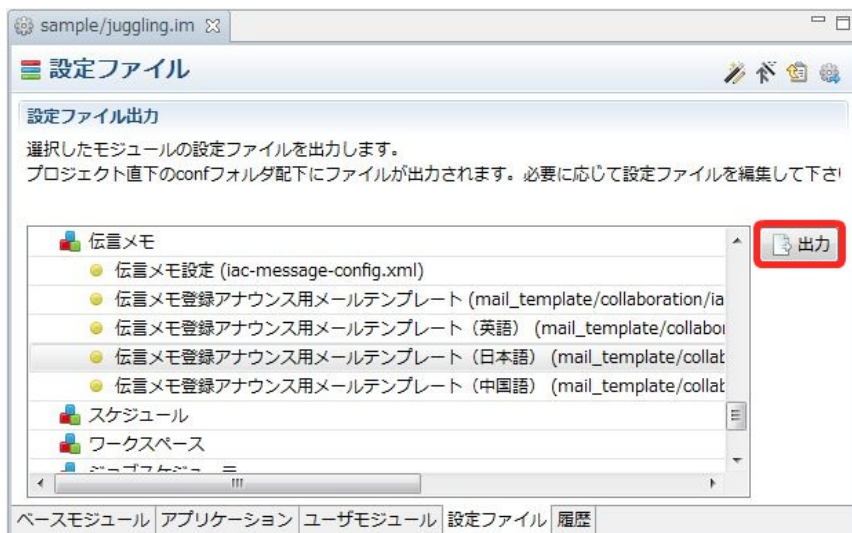 sample/juggling.im
設定ファイル
設定ファイル出力
選択したモジュールの設定ファイルを出力します。
プロジェクト直下のconfフォルダ配下にファイルが出力されます。必要に応じて設定ファイルを編集して下さ
伝言メモ
出力
伝言メモ設定 (iac-message-config.xml)
伝言メモ登録アナウンス用メールテンプレート (mail_template/collaboration/ia
伝言メモ登録アナウンス用メールテンプレート（英語） (mail_template/collabor
伝言メモ登録アナウンス用メールテンプレート（日本語） (mail_template/collab
伝言メモ登録アナウンス用メールテンプレート（中国語） (mail_template/collab
スケジュール
ワークスペース
ベースモジュール アプリケーション ユーザモジュール 設定ファイル 履歴